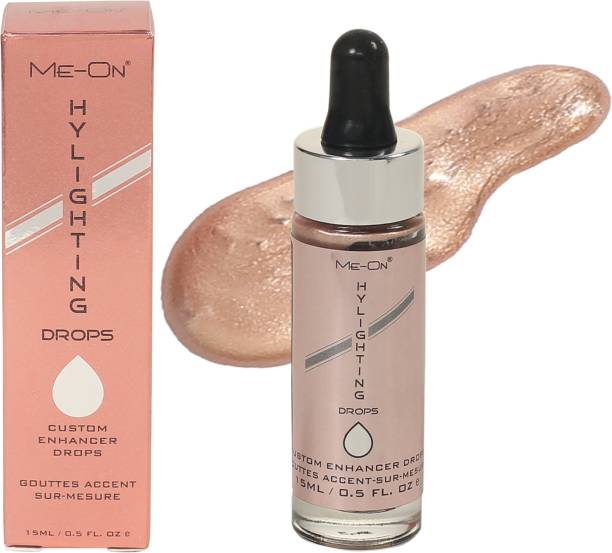 ME-ON®
HYLIGHTING
DROPS
CUSTOM
ENHANCER
DROPS
GOUTTES ACCENT
SUR-MESURE
15ML / 0.5 FL. OZ e
ME-ON®
HYLIGHTING
DROPS
CUSTOM ENHANCER DROPS
GOUTTES ACCENT-SUR-MESURE
15ML / 0.5 FL. OZ e